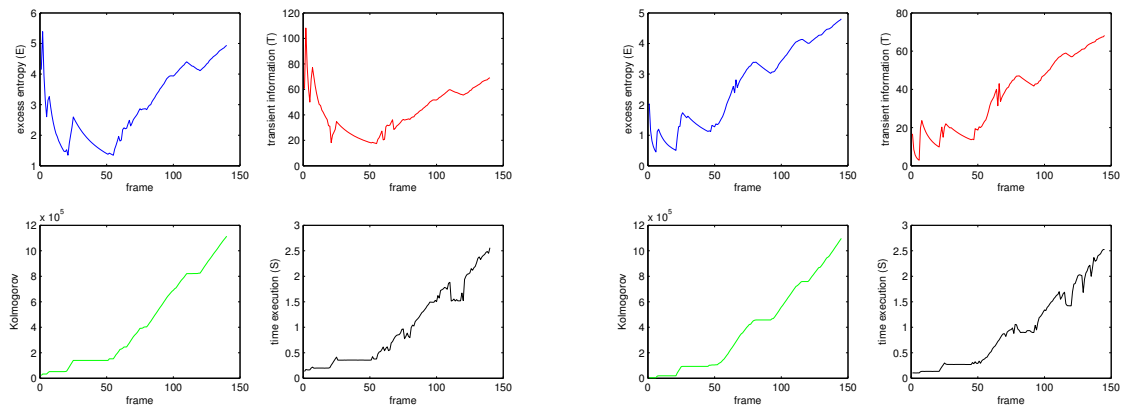 6
5
4
3
2
1
0 50 100 150
frame
excess entropy (E)
120
100
80
60
40
20
0
0 50 100 150
frame
transient information (T)
5
4
3
2
1
0
0 50 100 150
frame
excess entropy (E)
80
60
40
20
0
0 50 100 150
frame
transient information (T)
x 10^5
12
10
8
6
4
2
0
0 50 100 150
frame
Kolmogorov
3
2.5
2
1.5
1
0.5
0
0 50 100 150
frame
time execution (S)
x 10^5
12
10
8
6
4
2
0
0 50 100 150
frame
Kolmogorov
3
2.5
2
1.5
1
0.5
0
0 50 100 150
frame
time execution (S)